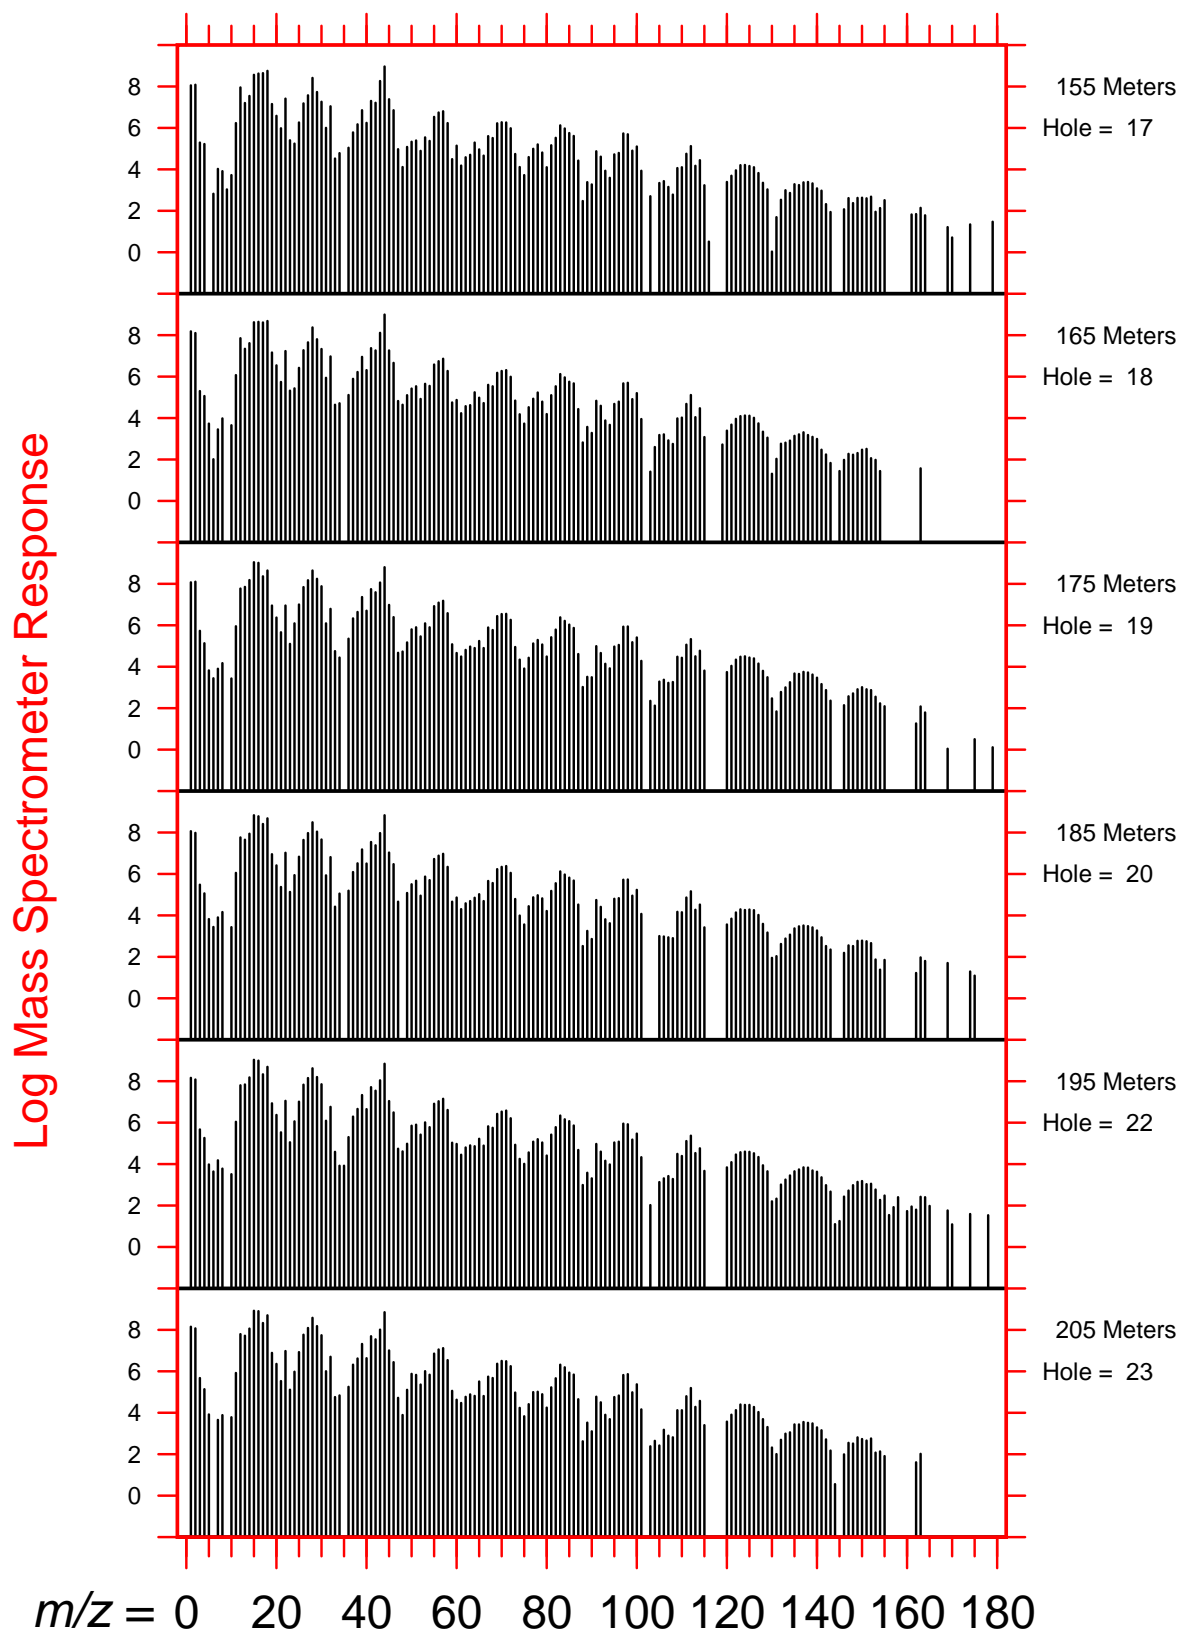 Log Mass Spectrometer Response
8
6
4
2
0
155 Meters
Hole = 17
8
6
4
2
0
165 Meters
Hole = 18
8
6
4
2
0
175 Meters
Hole = 19
8
6
4
2
0
185 Meters
Hole = 20
8
6
4
2
0
195 Meters
Hole = 22
8
6
4
2
0
205 Meters
Hole = 23
m/z = 0 20 40 60 80 100 120 140 160 180